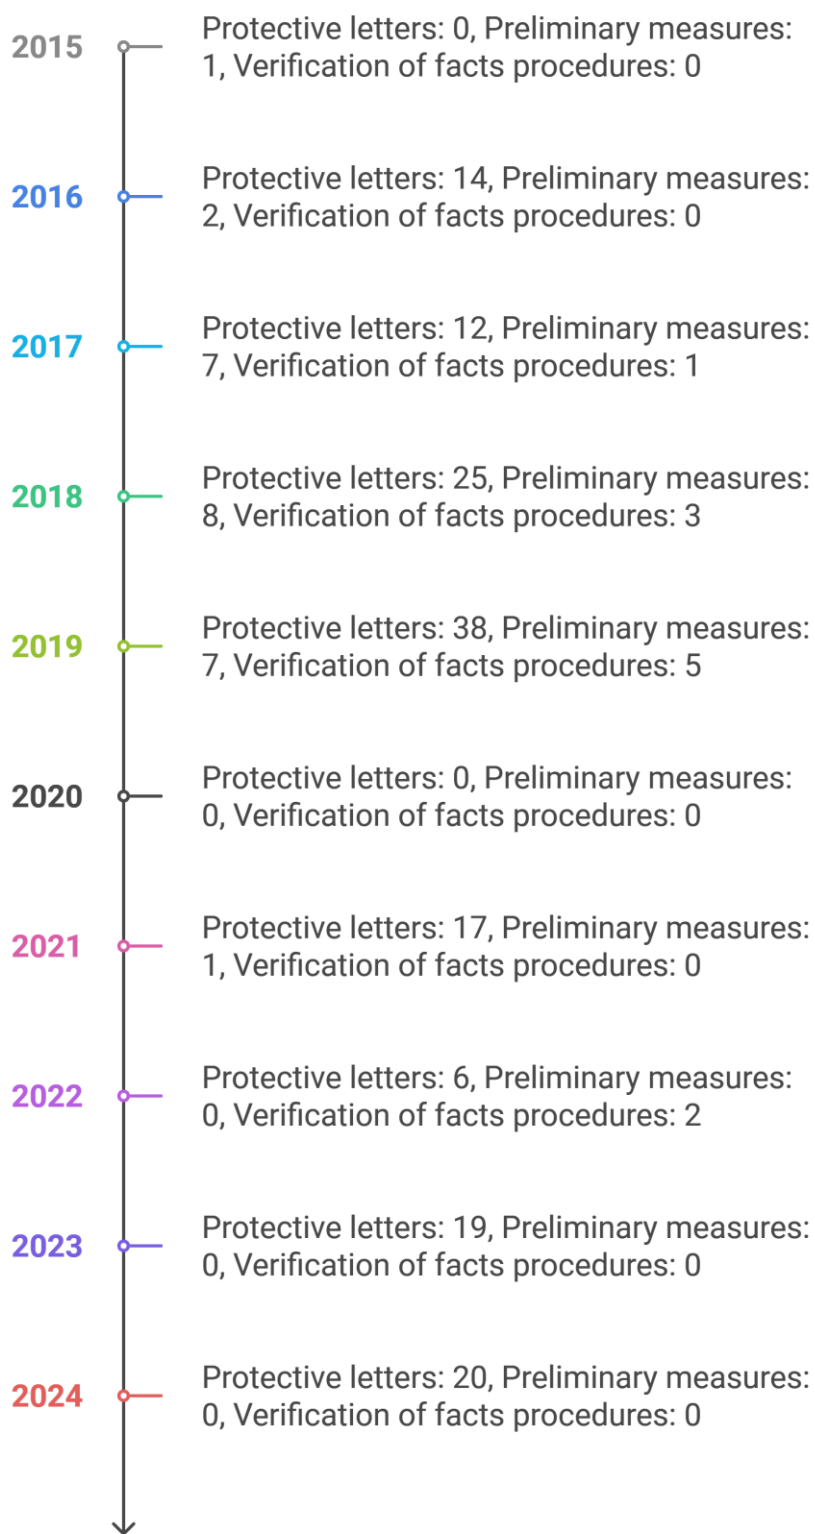 2015
Protective letters: 0, Preliminary measures:
1, Verification of facts procedures: 0
2016
Protective letters: 14, Preliminary measures:
2, Verification of facts procedures: 0
2017
Protective letters: 12, Preliminary measures:
7, Verification of facts procedures: 1
2018
Protective letters: 25, Preliminary measures:
8, Verification of facts procedures: 3
2019
Protective letters: 38, Preliminary measures:
7, Verification of facts procedures: 5
2020
Protective letters: 0, Preliminary measures:
0, Verification of facts procedures: 0
2021
Protective letters: 17, Preliminary measures:
1, Verification of facts procedures: 0
2022
Protective letters: 6, Preliminary measures:
0, Verification of facts procedures: 2
2023
Protective letters: 19, Preliminary measures:
0, Verification of facts procedures: 0
2024
Protective letters: 20, Preliminary measures:
0, Verification of facts procedures: 0